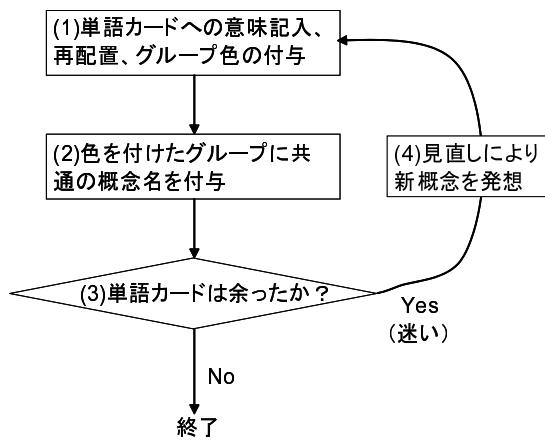 (1)単語カードへの意味記入、
再配置、グループ色の付与
(2)色を付けたグループに共
通の概念名を付与
(4)見直しにより
新概念を発想
(3)単語カードは余ったか？
Yes
（迷い）
No
終了